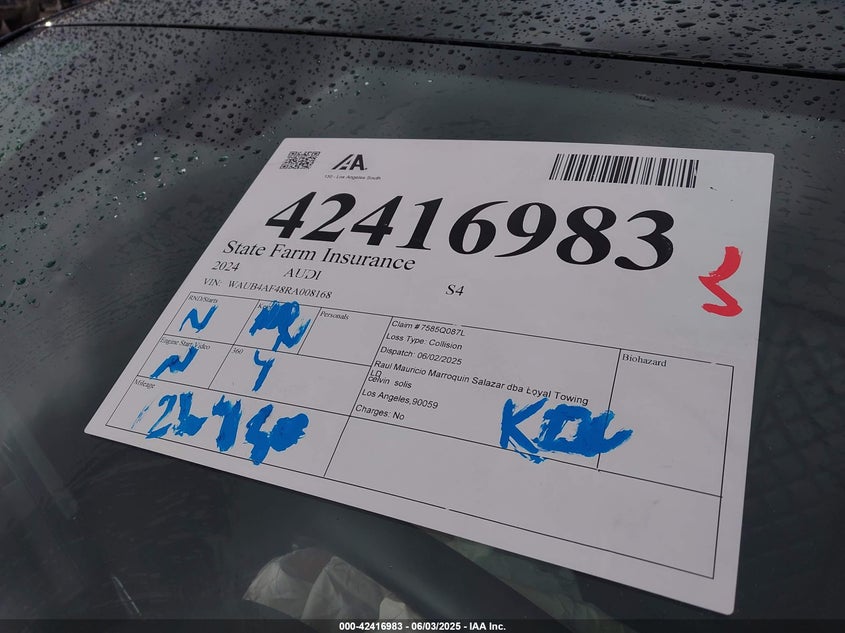 IAA
130 - Los Angeles South
42416983
State Farm Insurance
2024 AUDI S4
VIN: WAUB4AF48RA008168
RND/Starts
N
Personals
Engine Start Video
N
360
Y
Mileage
Claim # 7585Q087L
Loss Type: Collision
Dispatch: 06/02/2025
Raul Mauricio Marroquin Salazar dba Loyal Towing
LD
celvin solis
Los Angeles,90059
Charges: No
Biohazard
000-42416983 - 06/03/2025 - IAA Inc.